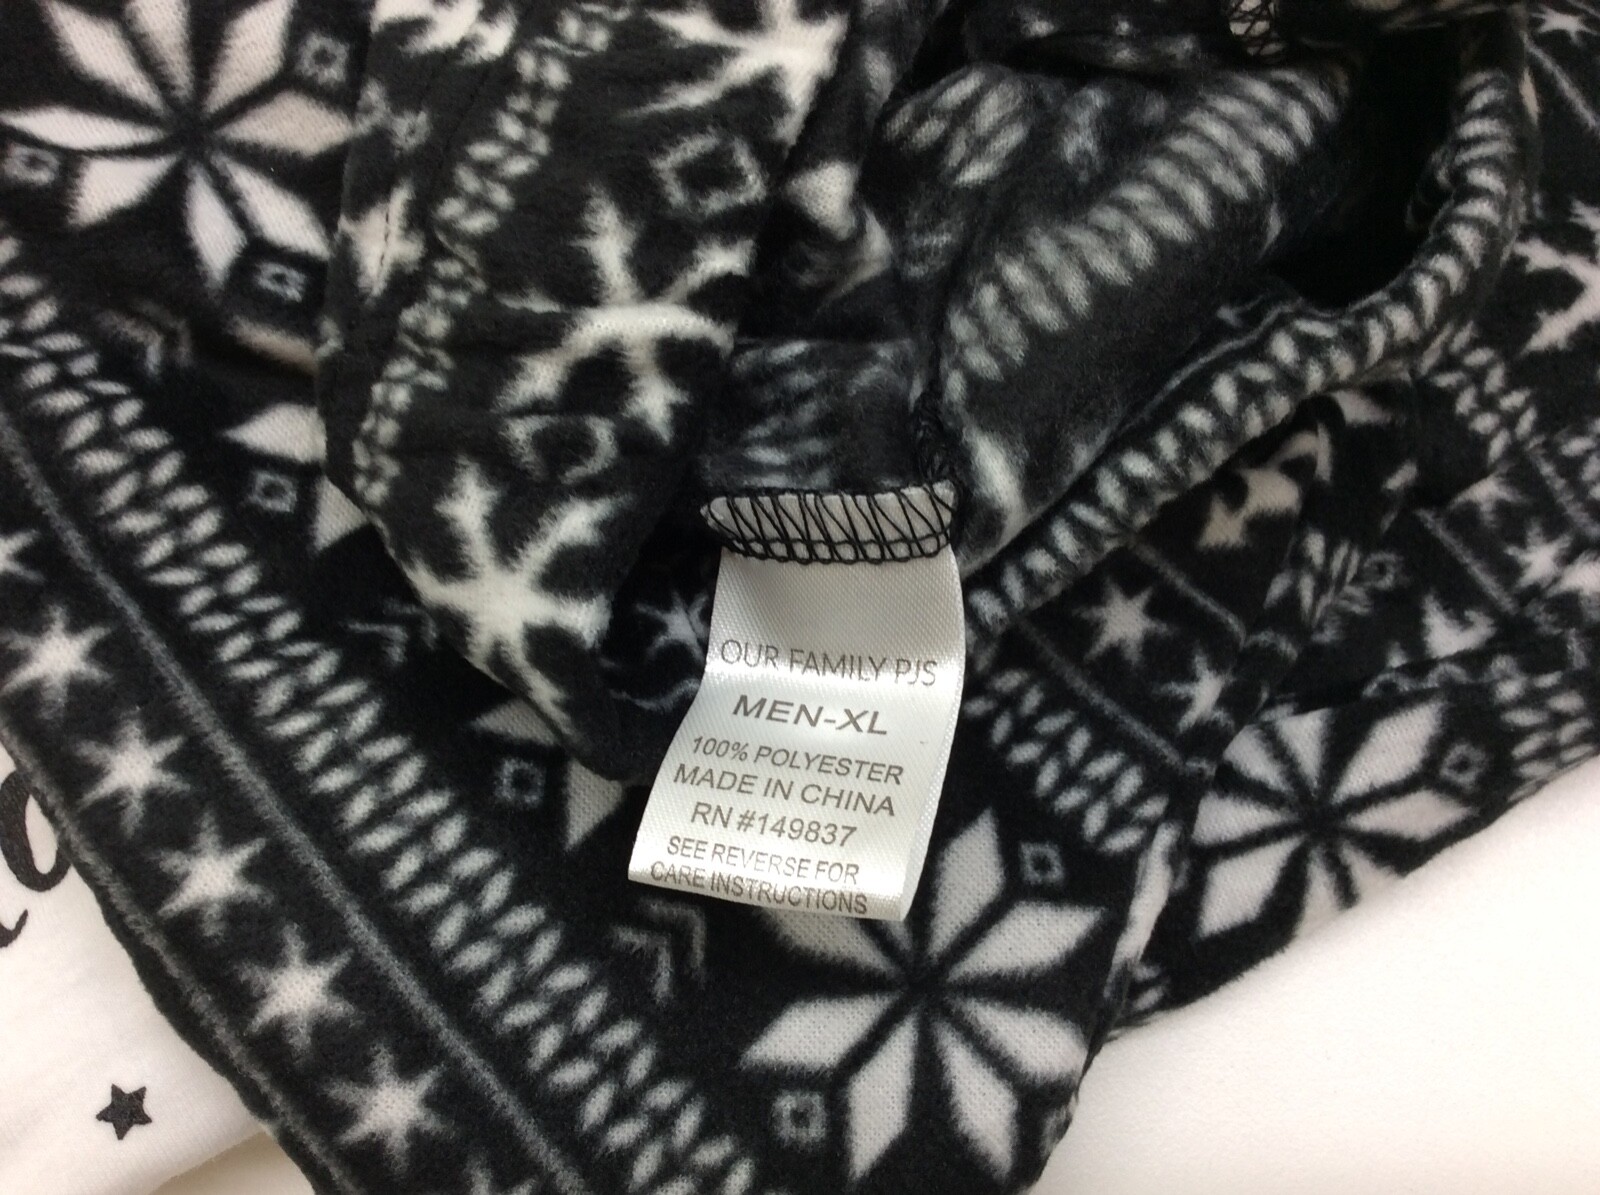 OUR FAMILY PJS
MEN-XL
100% POLYESTER
MADE IN CHINA
RN #149837
SEE REVERSE FOR
CARE INSTRUCTIONS